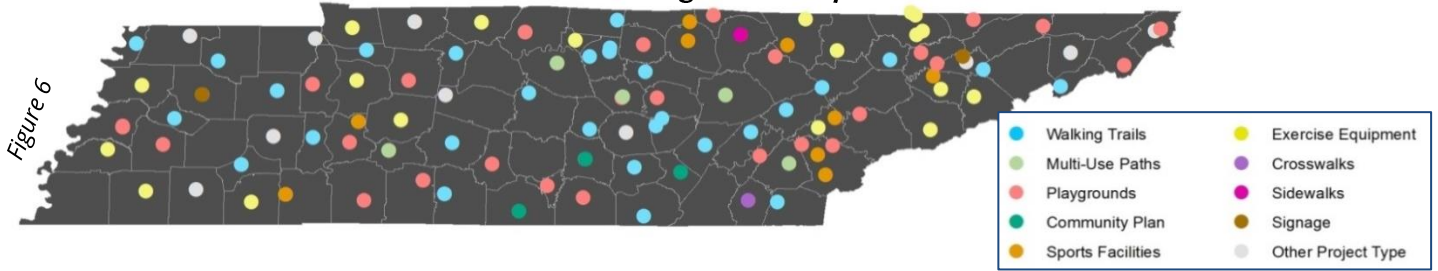 Figure 6
Walking Trails
Multi-Use Paths
Playgrounds
Community Plan
Sports Facilities
Exercise Equipment
Crosswalks
Sidewalks
Signage
Other Project Type